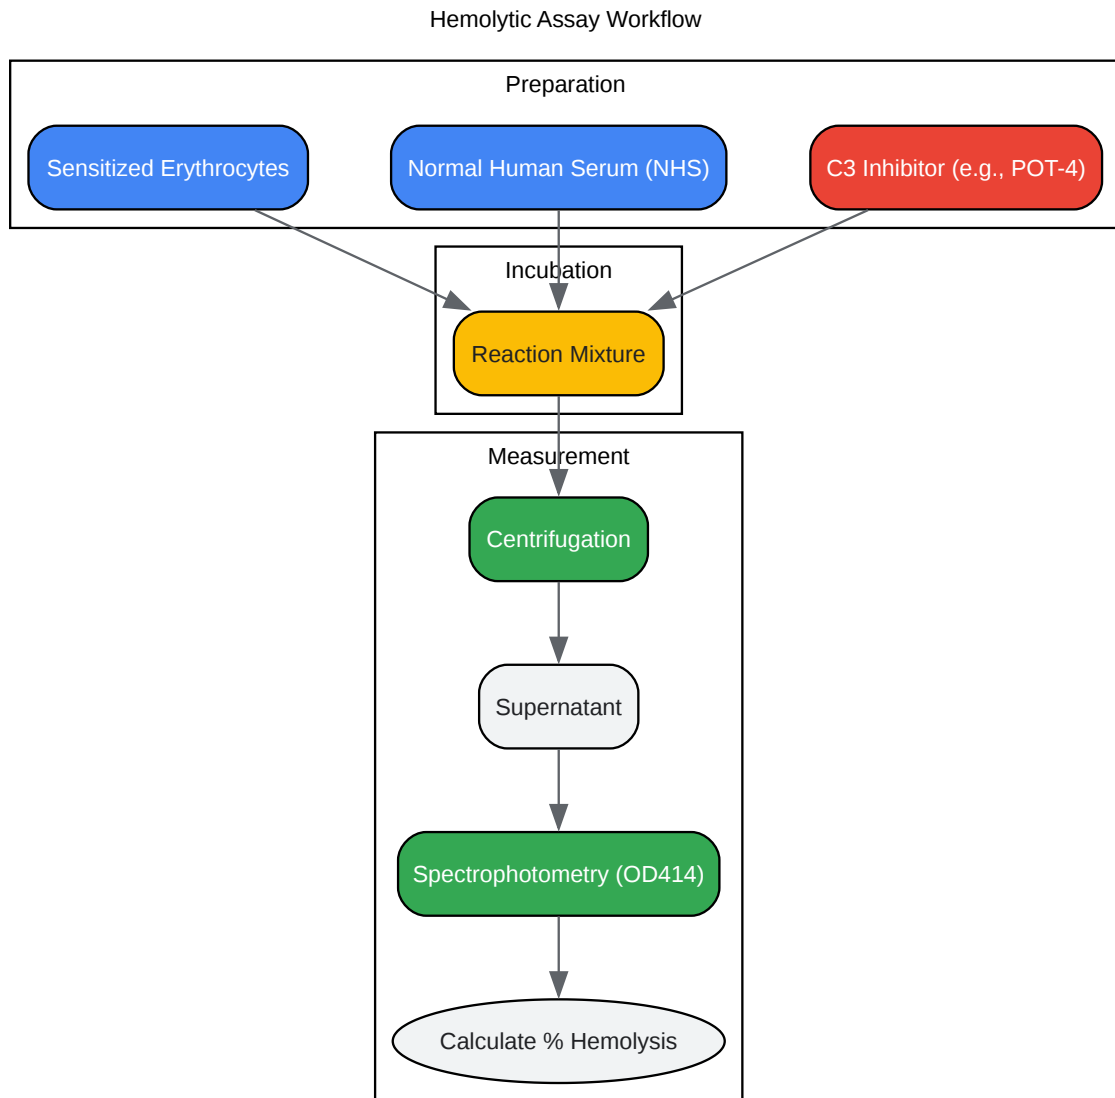 Hemolytic Assay Workflow
Preparation
Sensitized Erythrocytes
Normal Human Serum (NHS)
C3 Inhibitor (e.g., POT-4)
Incubation
Reaction Mixture
Measurement
Centrifugation
Supernatant
Spectrophotometry (OD414)
Calculate % Hemolysis